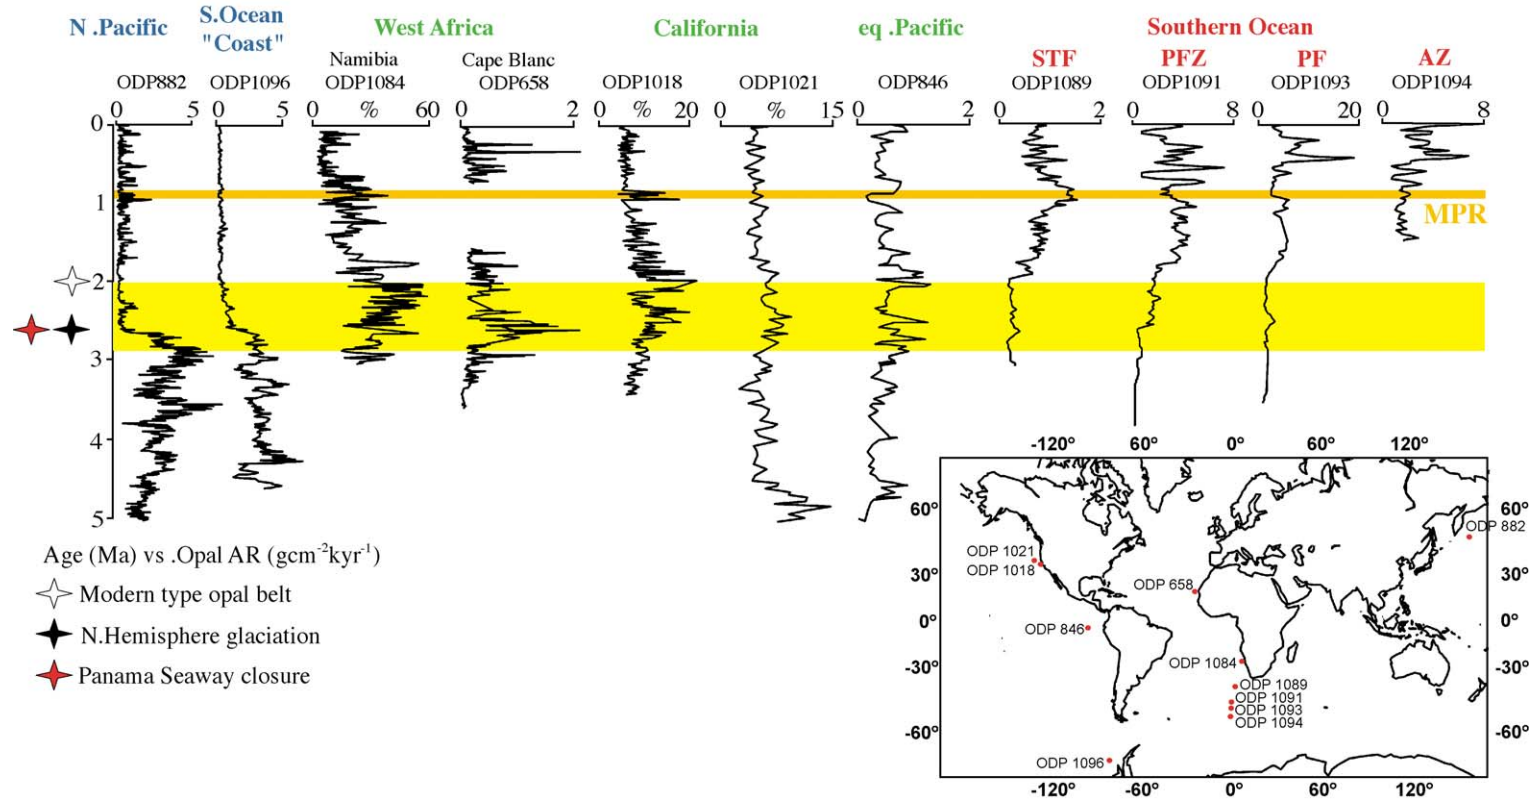 N .Pacific
S.Ocean
"Coast"
West Africa
California
eq .Pacific
Southern Ocean
Namibia
Cape Blanc
STF
PFZ
PF
AZ
ODP882
ODP1096
ODP1084
ODP658
ODP1018
ODP1021
ODP846
ODP1089
ODP1091
ODP1093
ODP1094
0 5
0 5
0 % 60
0 2
0 % 20
0 % 15
0 2
0 2
0 8
0 20
0 8
0
1
2
3
4
5
MPR
Age (Ma) vs .Opal AR (gcm⁻²kyr⁻¹)
Modern type opal belt
N.Hemisphere glaciation
Panama Seaway closure
-120° 60° 0° 60° 120°
60° 60°
30° 30°
0° 0°
-30° -30°
-60° -60°
ODP 882
ODP 1021
ODP 1018
ODP 658
ODP 846
ODP 1084
ODP 1089
ODP 1091
ODP 1093
ODP 1094
ODP 1096
-120° -60° 0° 60° 120°